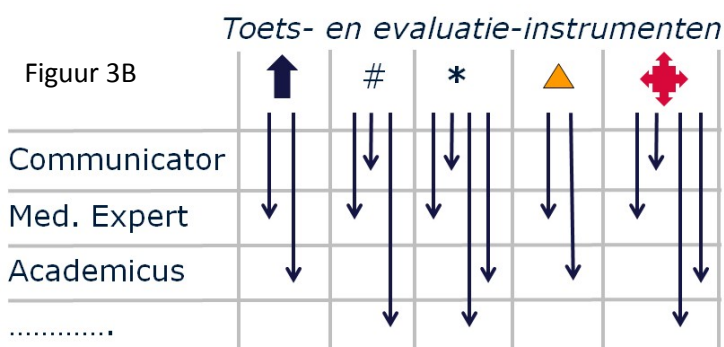 Toets- en evaluatie-instrumenten
Figuur 3B
# *
Communicator
Med. Expert
Academicus
.............